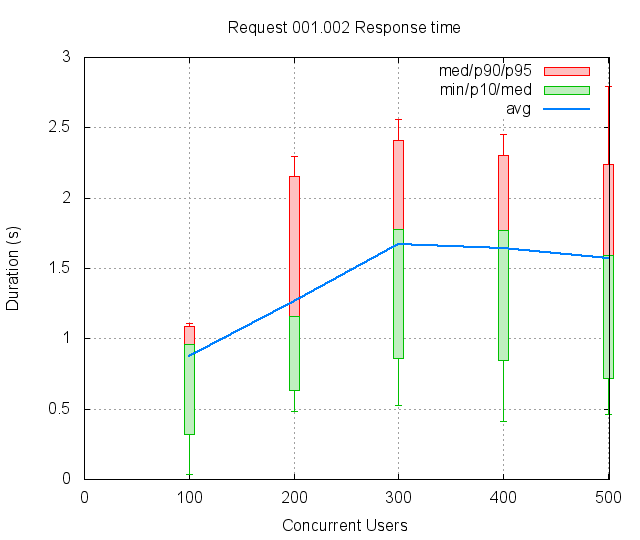 Request 001.002 Response time
med/p90/p95
min/p10/med
avg
3
2.5
2
1.5
1
0.5
0
Duration (s)
0 100 200 300 400 500
Concurrent Users